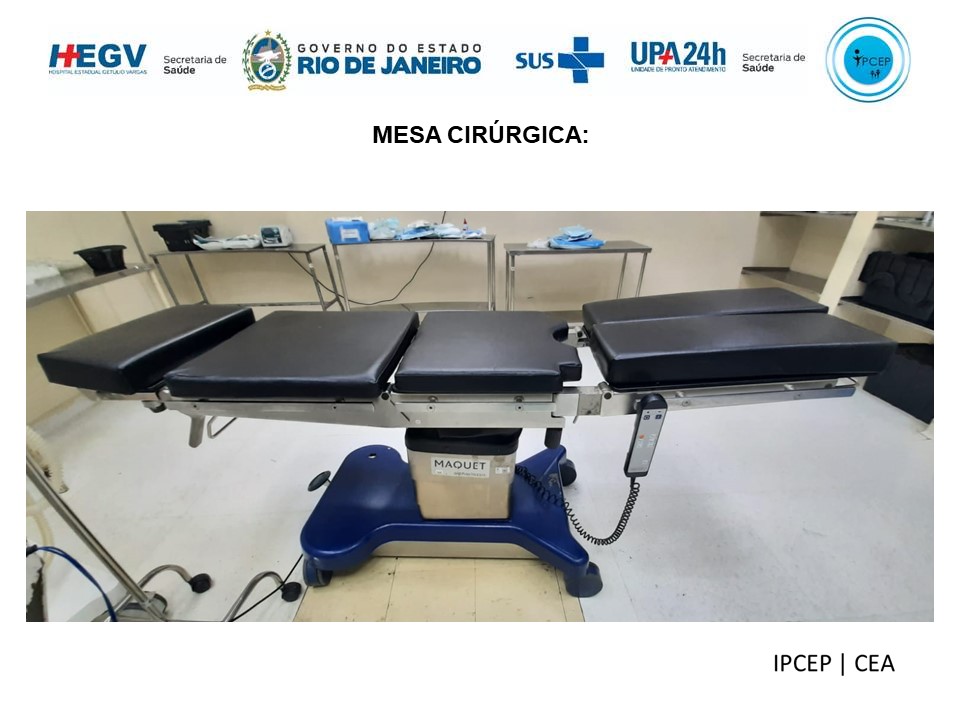 HEGV
HOSPITAL ESTADUAL GETÚLIO VARGAS
Secretaria de
Saúde
GOVERNO DO ESTADO
RIO DE JANEIRO
SUS
UPA 24h
UNIDADE DE PRONTO ATENDIMENTO
Secretaria de
Saúde
IPCEP
MESA CIRÚRGICA:
MAQUET
IPCEP | CEA